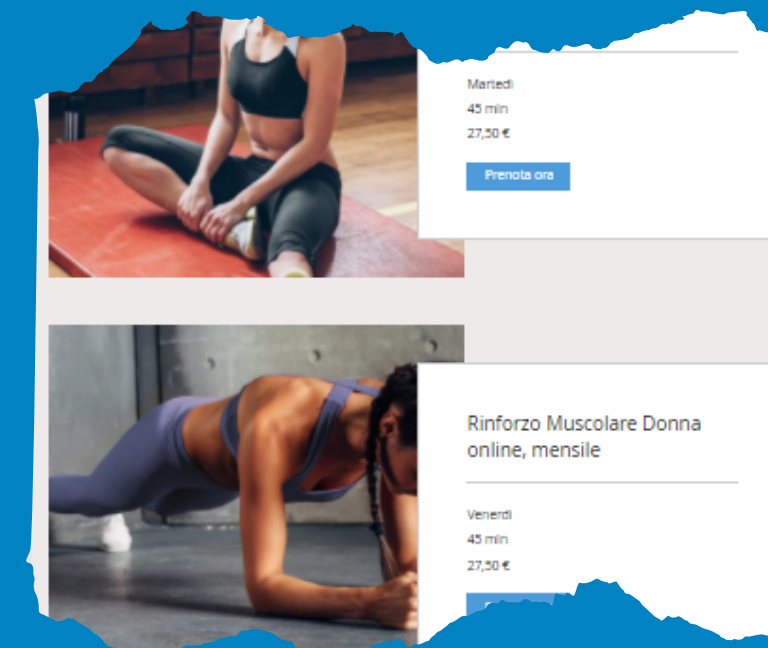 Martedì
45 min
27,50 €
Prenota ora
Rinforzo Muscolare Donna
online, mensile
Venerdì
45 min
27,50 €